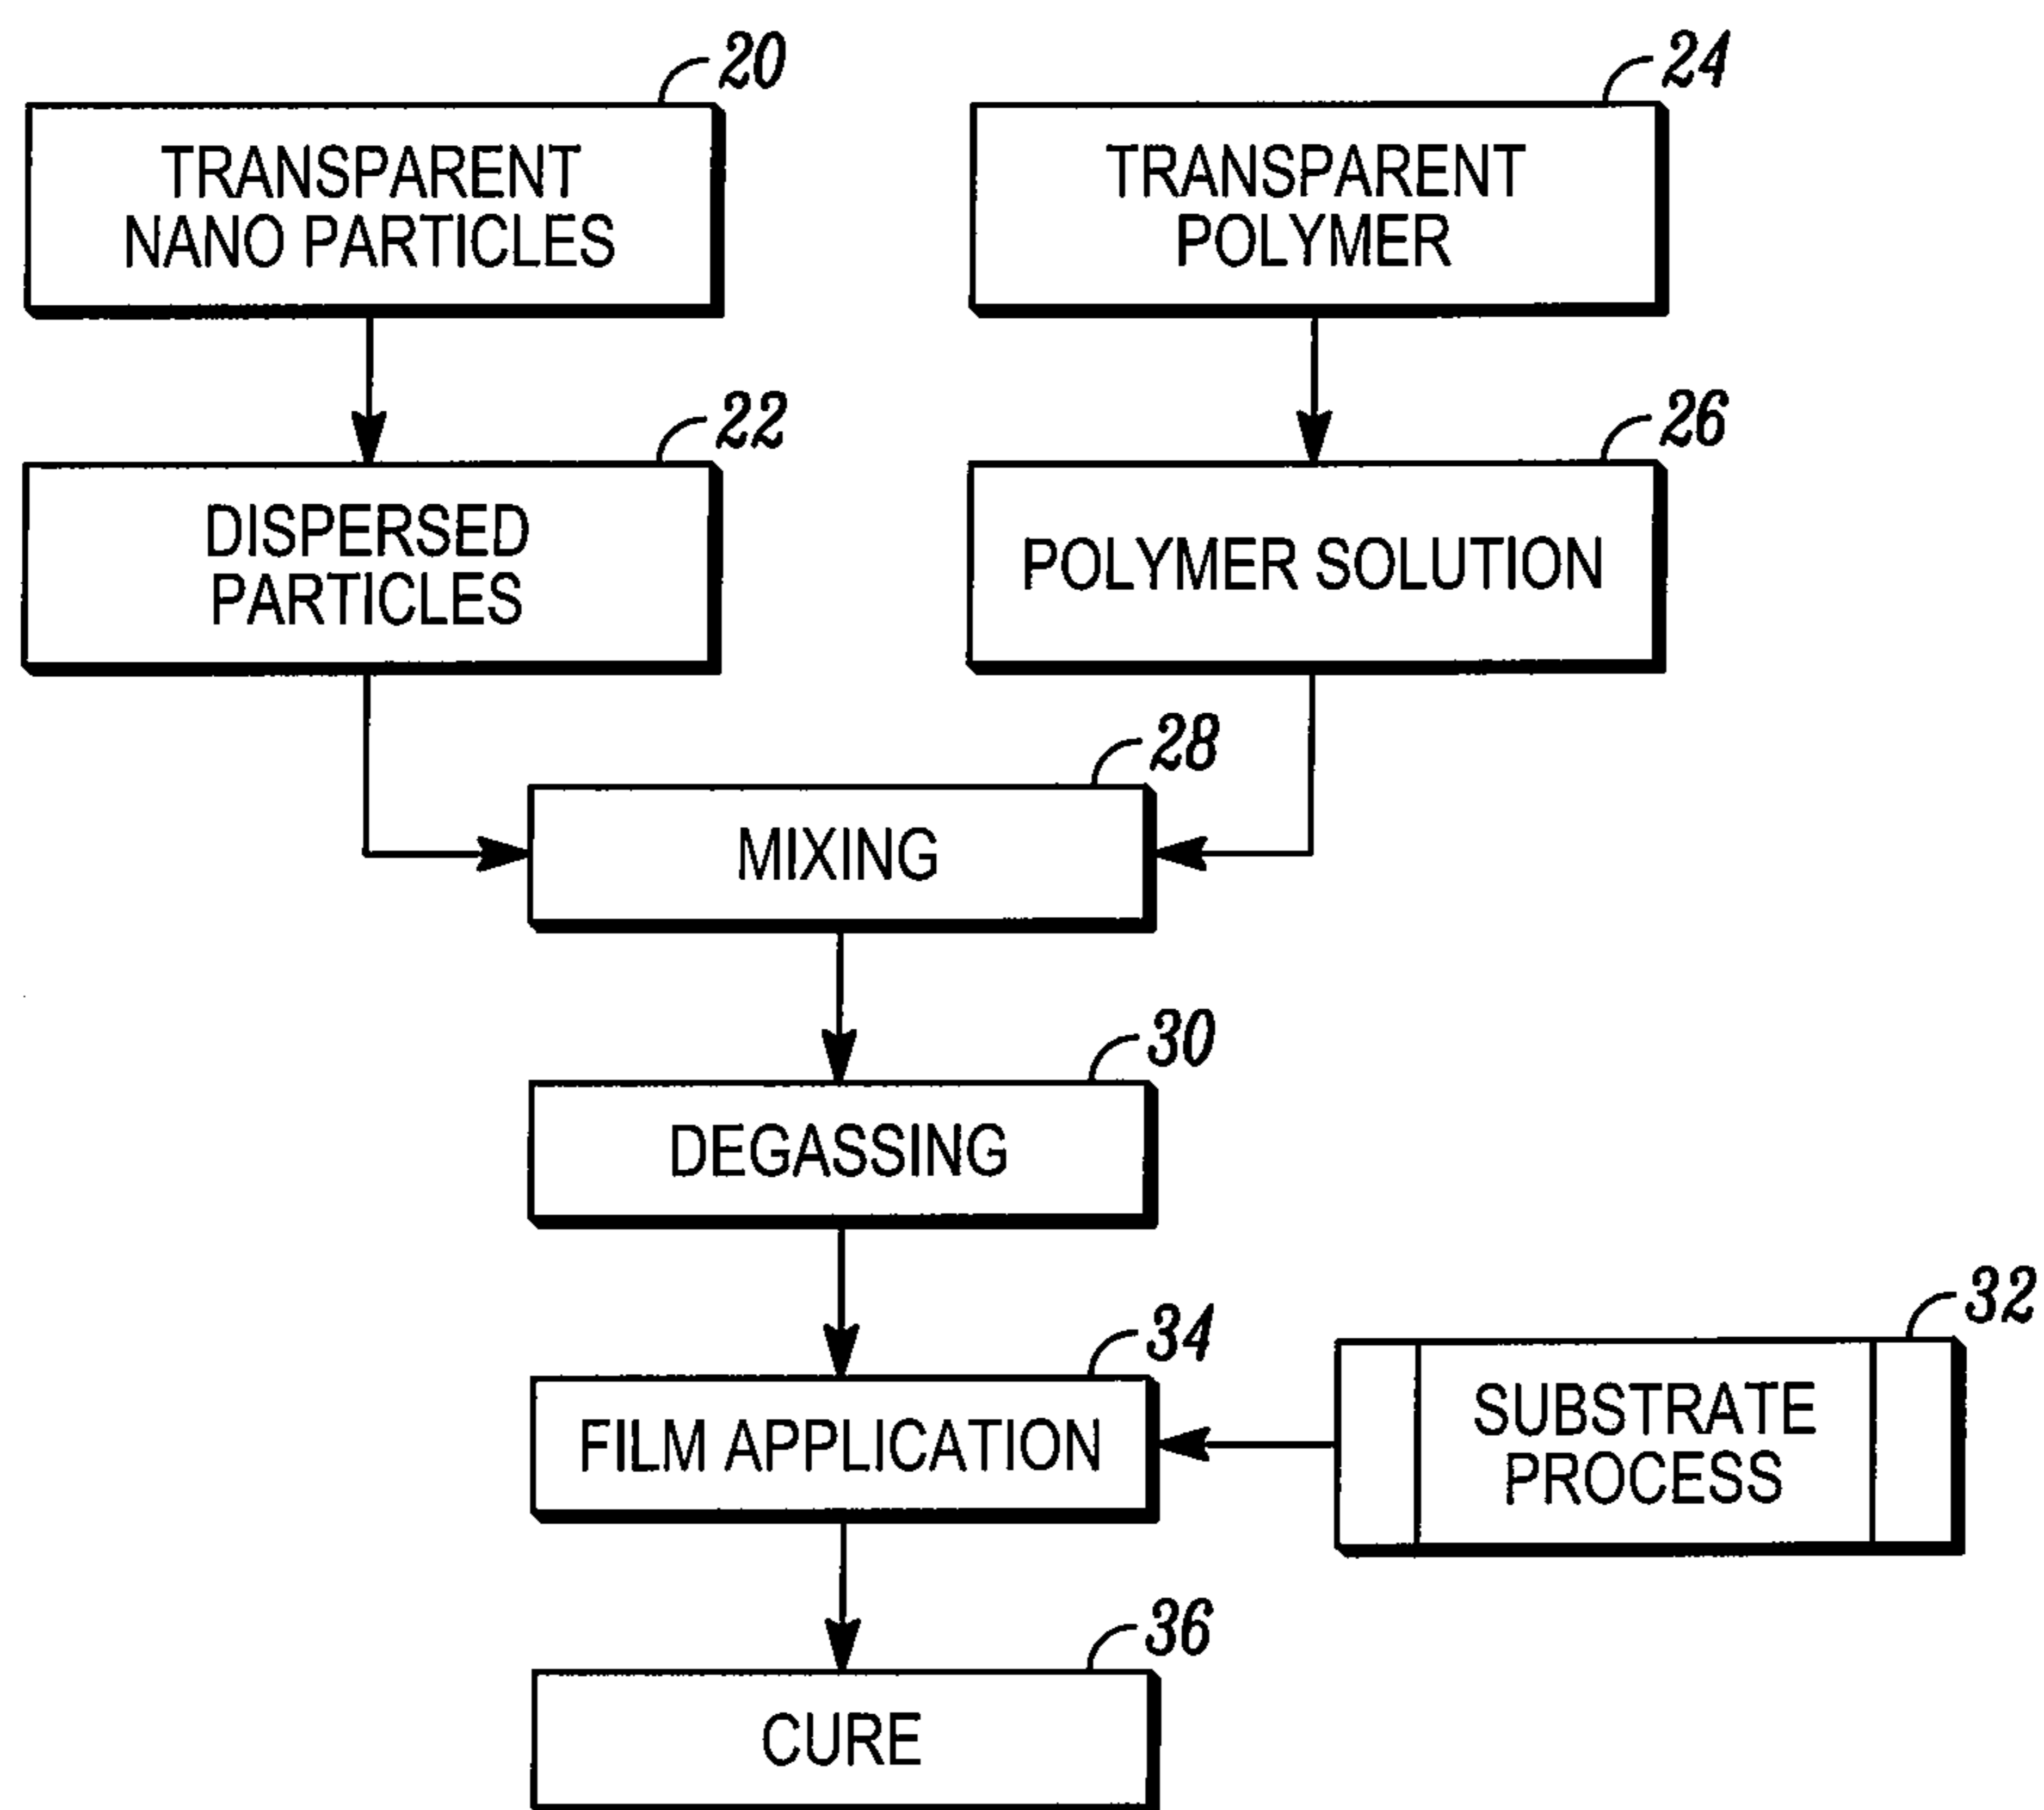 20
TRANSPARENT
NANO PARTICLES
24
TRANSPARENT
POLYMER
22
DISPERSED
PARTICLES
26
POLYMER SOLUTION
28
MIXING
30
DEGASSING
34
FILM APPLICATION
32
SUBSTRATE
PROCESS
36
CURE